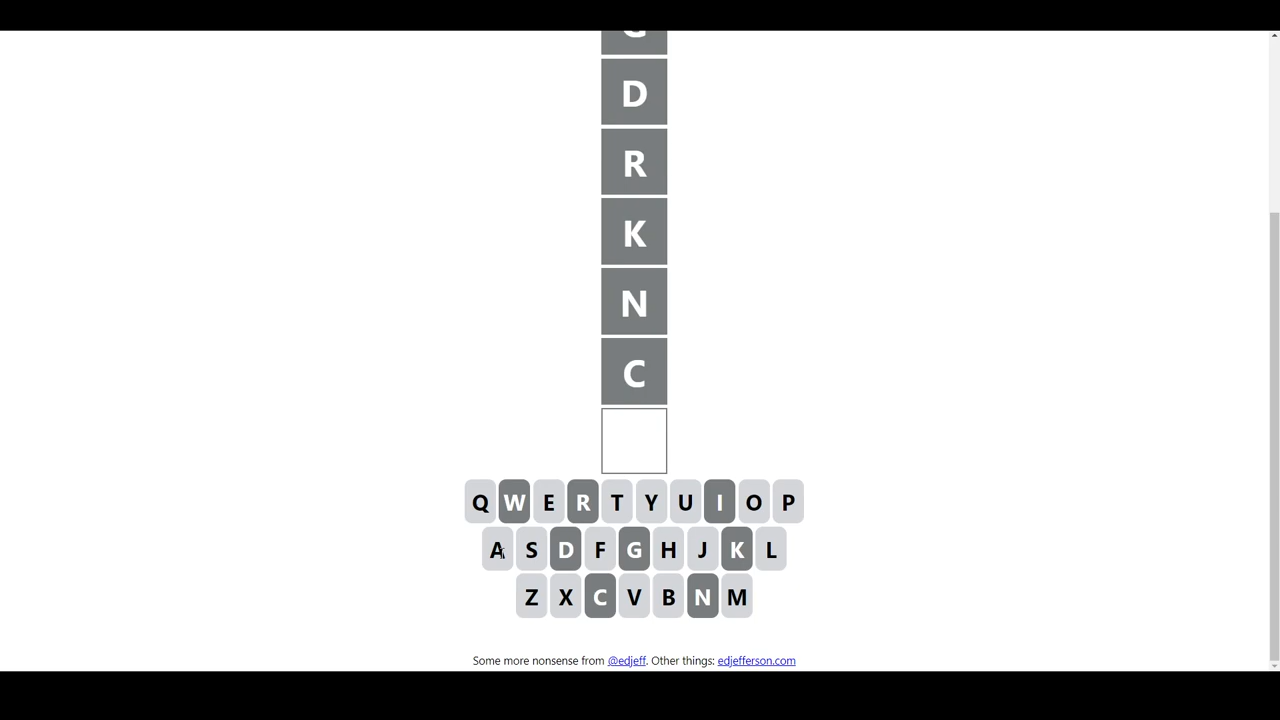 G
D
R
K
N
C
Q W E R T Y U I O P
A S D F G H J K L
Z X C V B N M
Some more nonsense from @edjeff. Other things: edjefferson.com